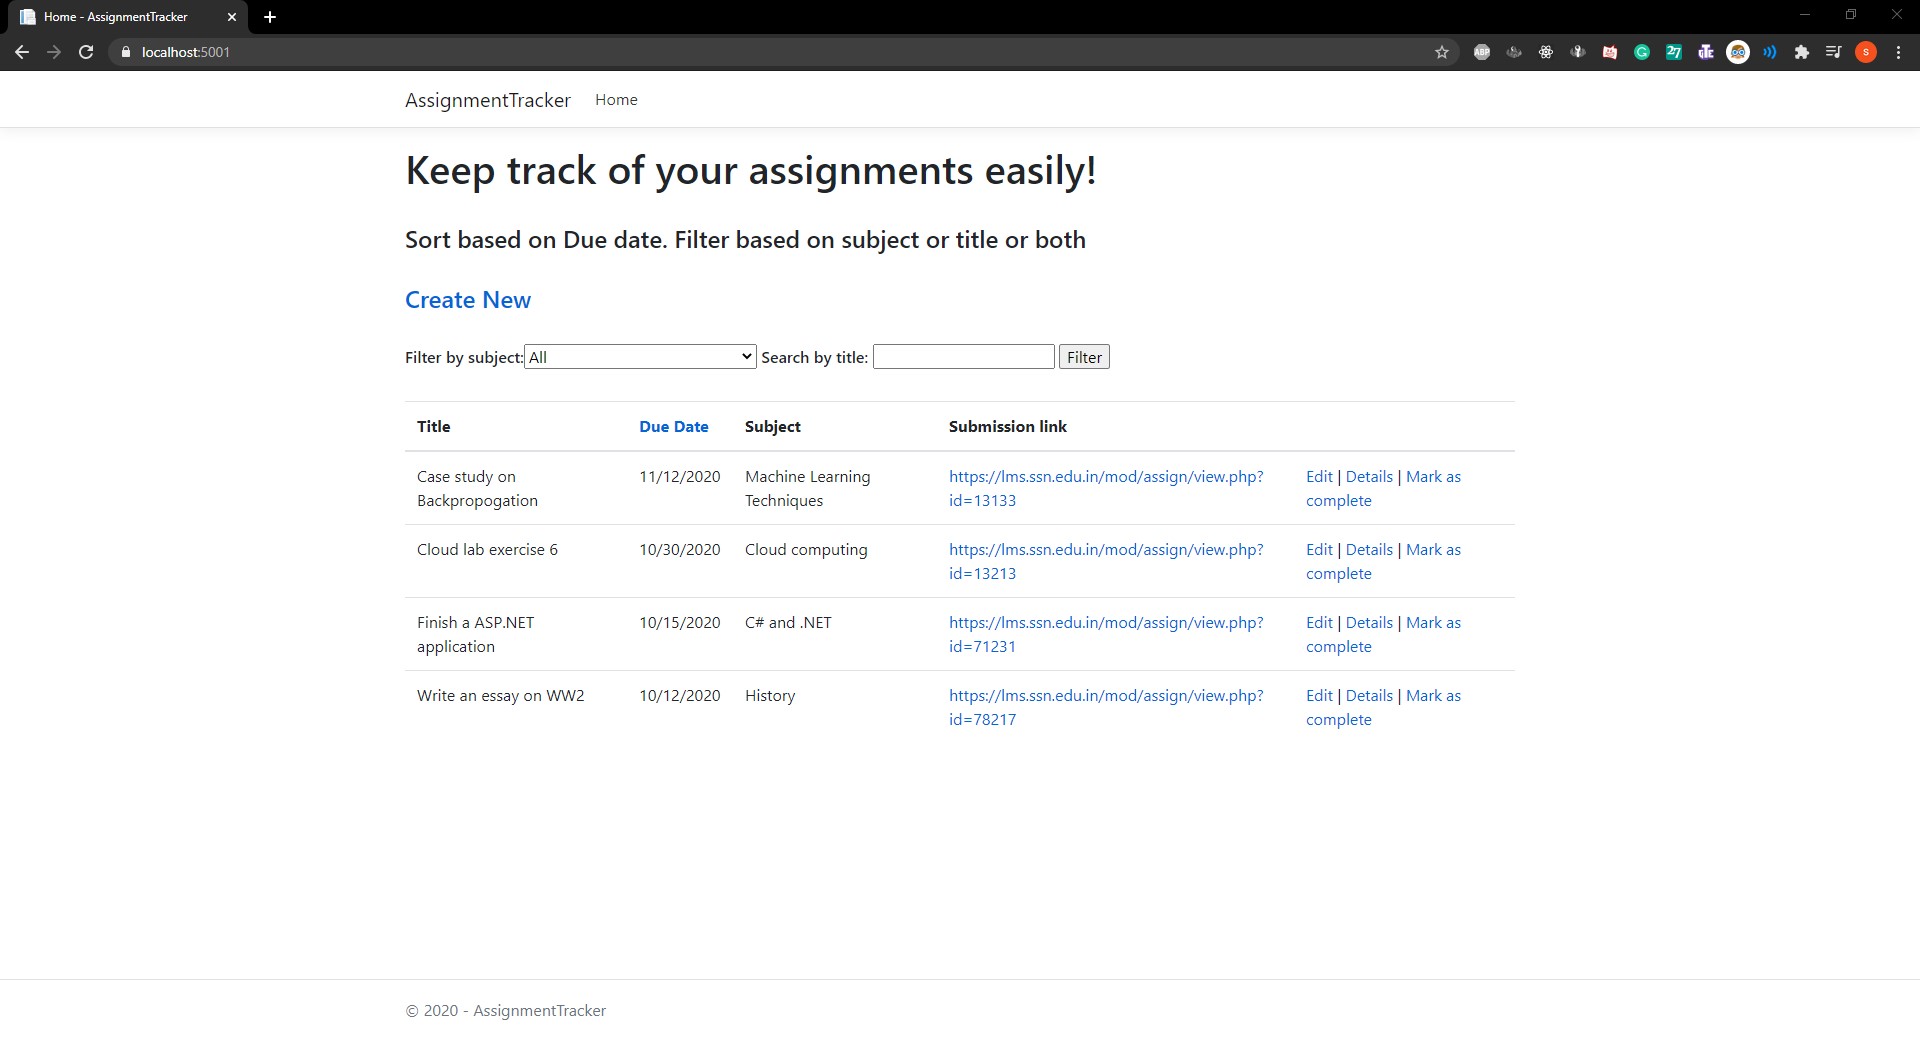 Home - AssignmentTracker
localhost:5001
ABP
27
S
AssignmentTracker Home
Keep track of your assignments easily!
Sort based on Due date. Filter based on subject or title or both
Create New
Filter by subject: All Search by title: Filter
Title Due Date Subject Submission link
Case study on 11/12/2020 Machine Learning https://lms.ssn.edu.in/mod/assign/view.php? Edit | Details | Mark as
Backpropogation Techniques id=13133 complete
Cloud lab exercise 6 10/30/2020 Cloud computing https://lms.ssn.edu.in/mod/assign/view.php? Edit | Details | Mark as
id=13213 complete
Finish a ASP.NET 10/15/2020 C# and .NET https://lms.ssn.edu.in/mod/assign/view.php? Edit | Details | Mark as
application id=71231 complete
Write an essay on WW2 10/12/2020 History https://lms.ssn.edu.in/mod/assign/view.php? Edit | Details | Mark as
id=78217 complete
© 2020 - AssignmentTracker